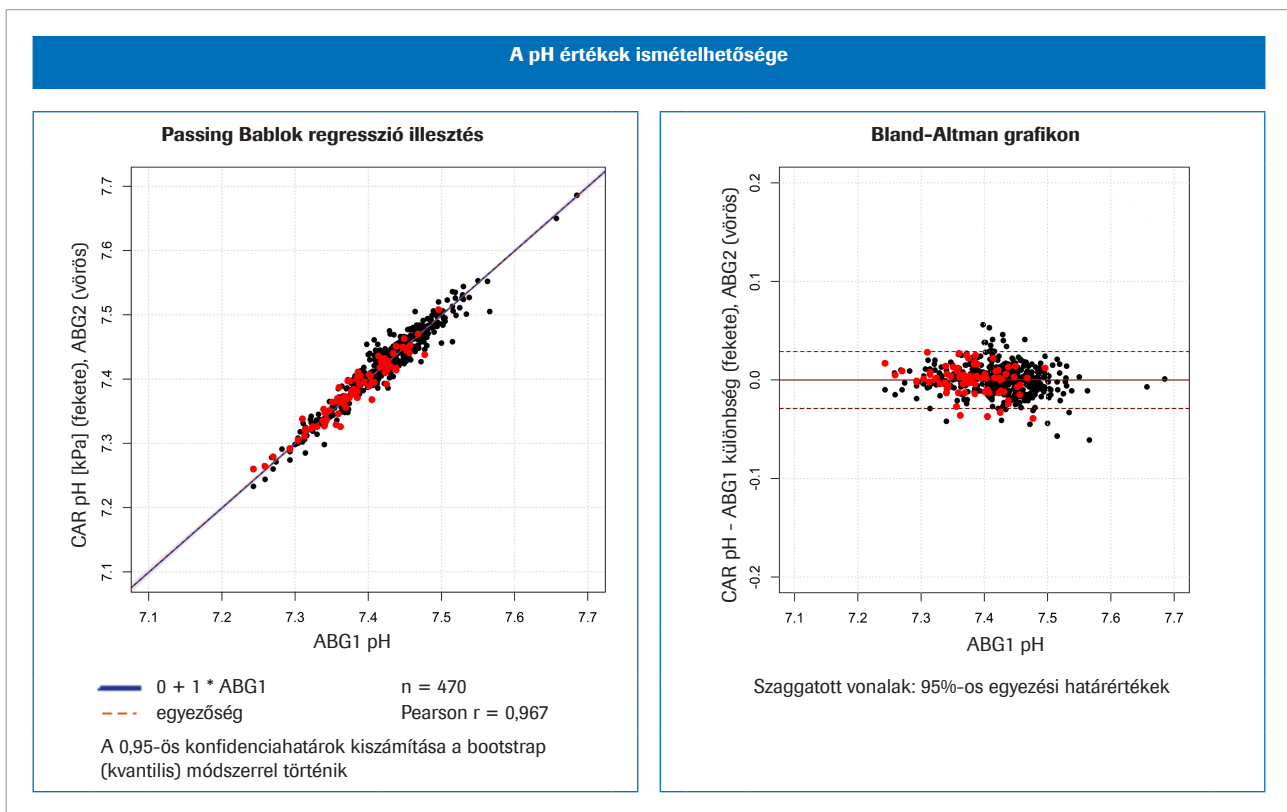 A pH értékek ismételhetősége
Passing Bablok regresszió illesztés
7.7
7.6
7.5
7.4
7.3
7.2
7.1
CAR pH [kPa] (fekete), ABG2 (vörös)
7.1 7.2 7.3 7.4 7.5 7.6 7.7
ABG1 pH
0 + 1 * ABG1 n = 470
egyezőség Pearson r = 0,967
A 0,95-ös konfidenciahatárok kiszámítása a bootstrap
(kvantilis) módszerrel történik
Bland-Altman grafikon
0.2
0.1
0.0
-0.1
-0.2
CAR pH - ABG1 különbség (fekete), ABG2 (vörös)
7.1 7.2 7.3 7.4 7.5 7.6 7.7
ABG1 pH
Szaggatott vonalak: 95%-os egyezési határértékek